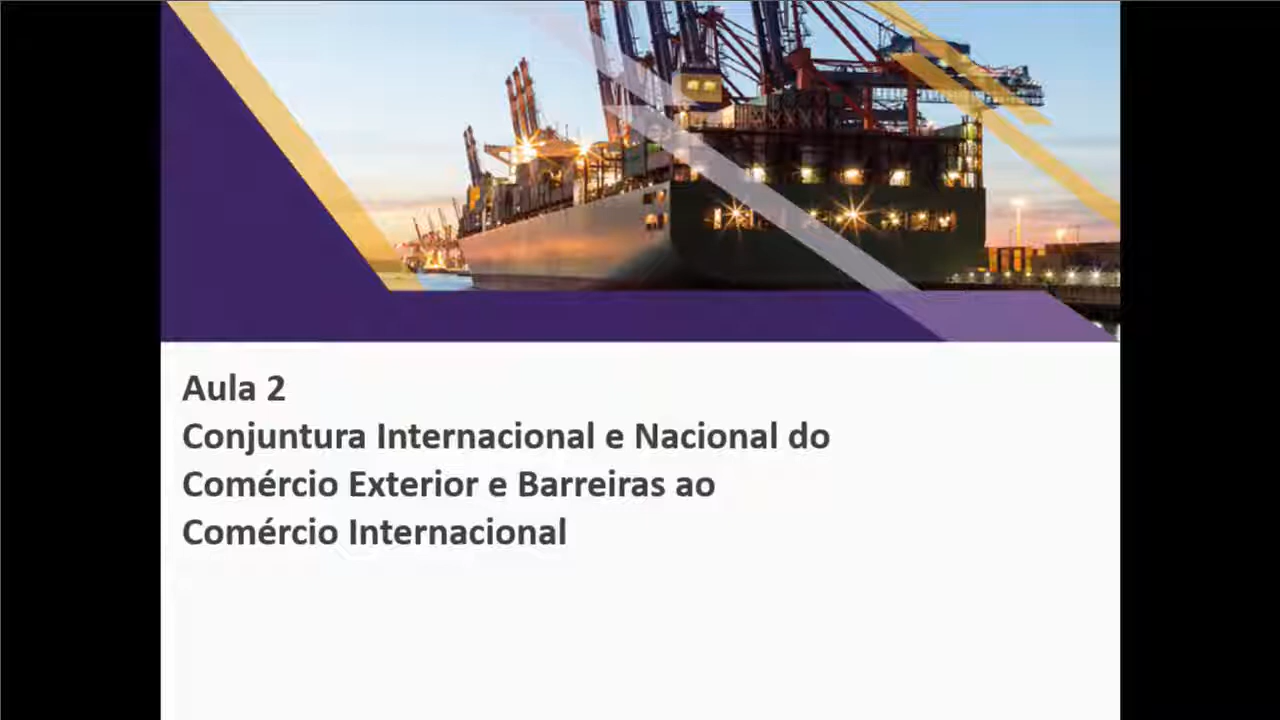 Aula 2
Conjuntura Internacional e Nacional do
Comércio Exterior e Barreiras ao
Comércio Internacional